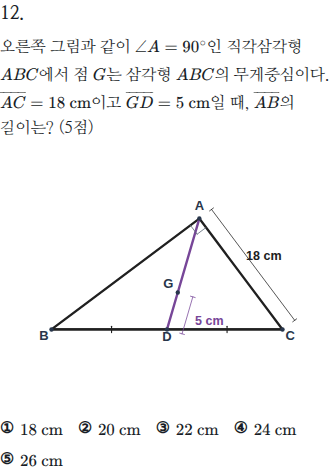 12.
오른쪽 그림과 같이 ∠A = 90°인 직각삼각형
ABC에서 점 G는 삼각형 ABC의 무게중심이다.
AC = 18 cm이고 GD = 5 cm일 때, AB의
길이는? (5점)
A
18 cm
G
5 cm
B
D
C
① 18 cm ② 20 cm ③ 22 cm ④ 24 cm
⑤ 26 cm